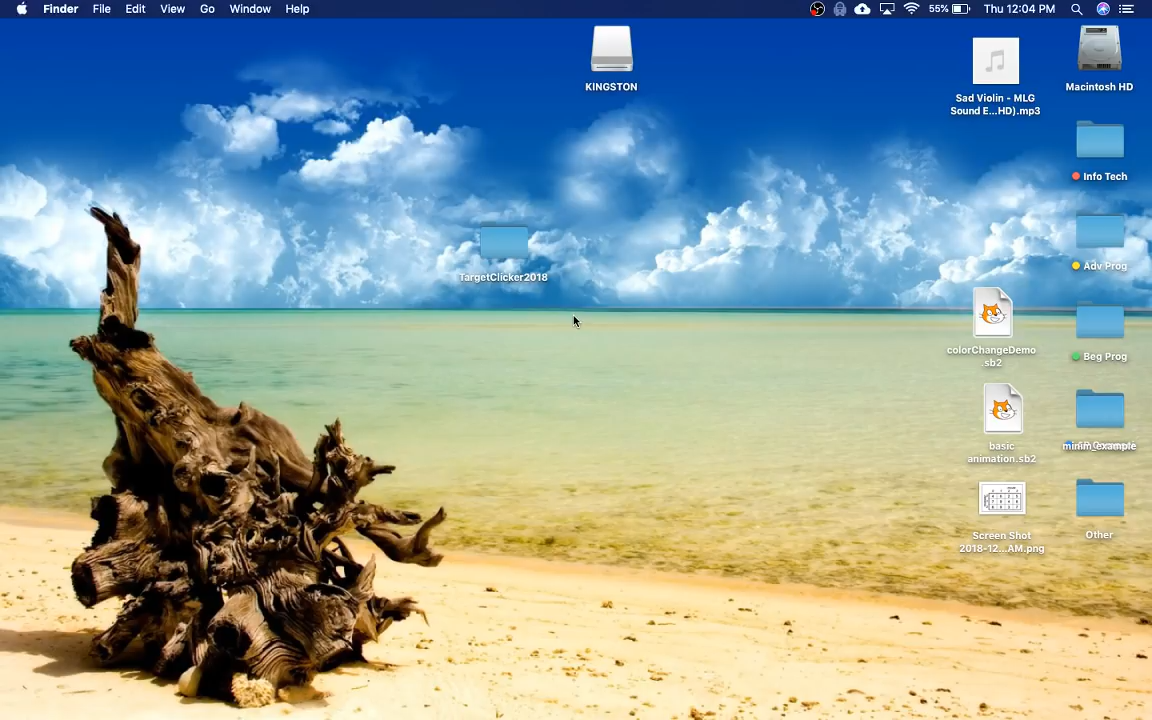 Finder File Edit View Go Window Help 55% Thu 12:04 PM
KINGSTON
Sad Violin - MLG
Sound E...HD).mp3
Macintosh HD
Info Tech
Adv Prog
TargetClicker2018
colorChangeDemo
.sb2
Beg Prog
basic
animation.sb2
minim_example
Screen Shot
2018-12...AM.png
Other